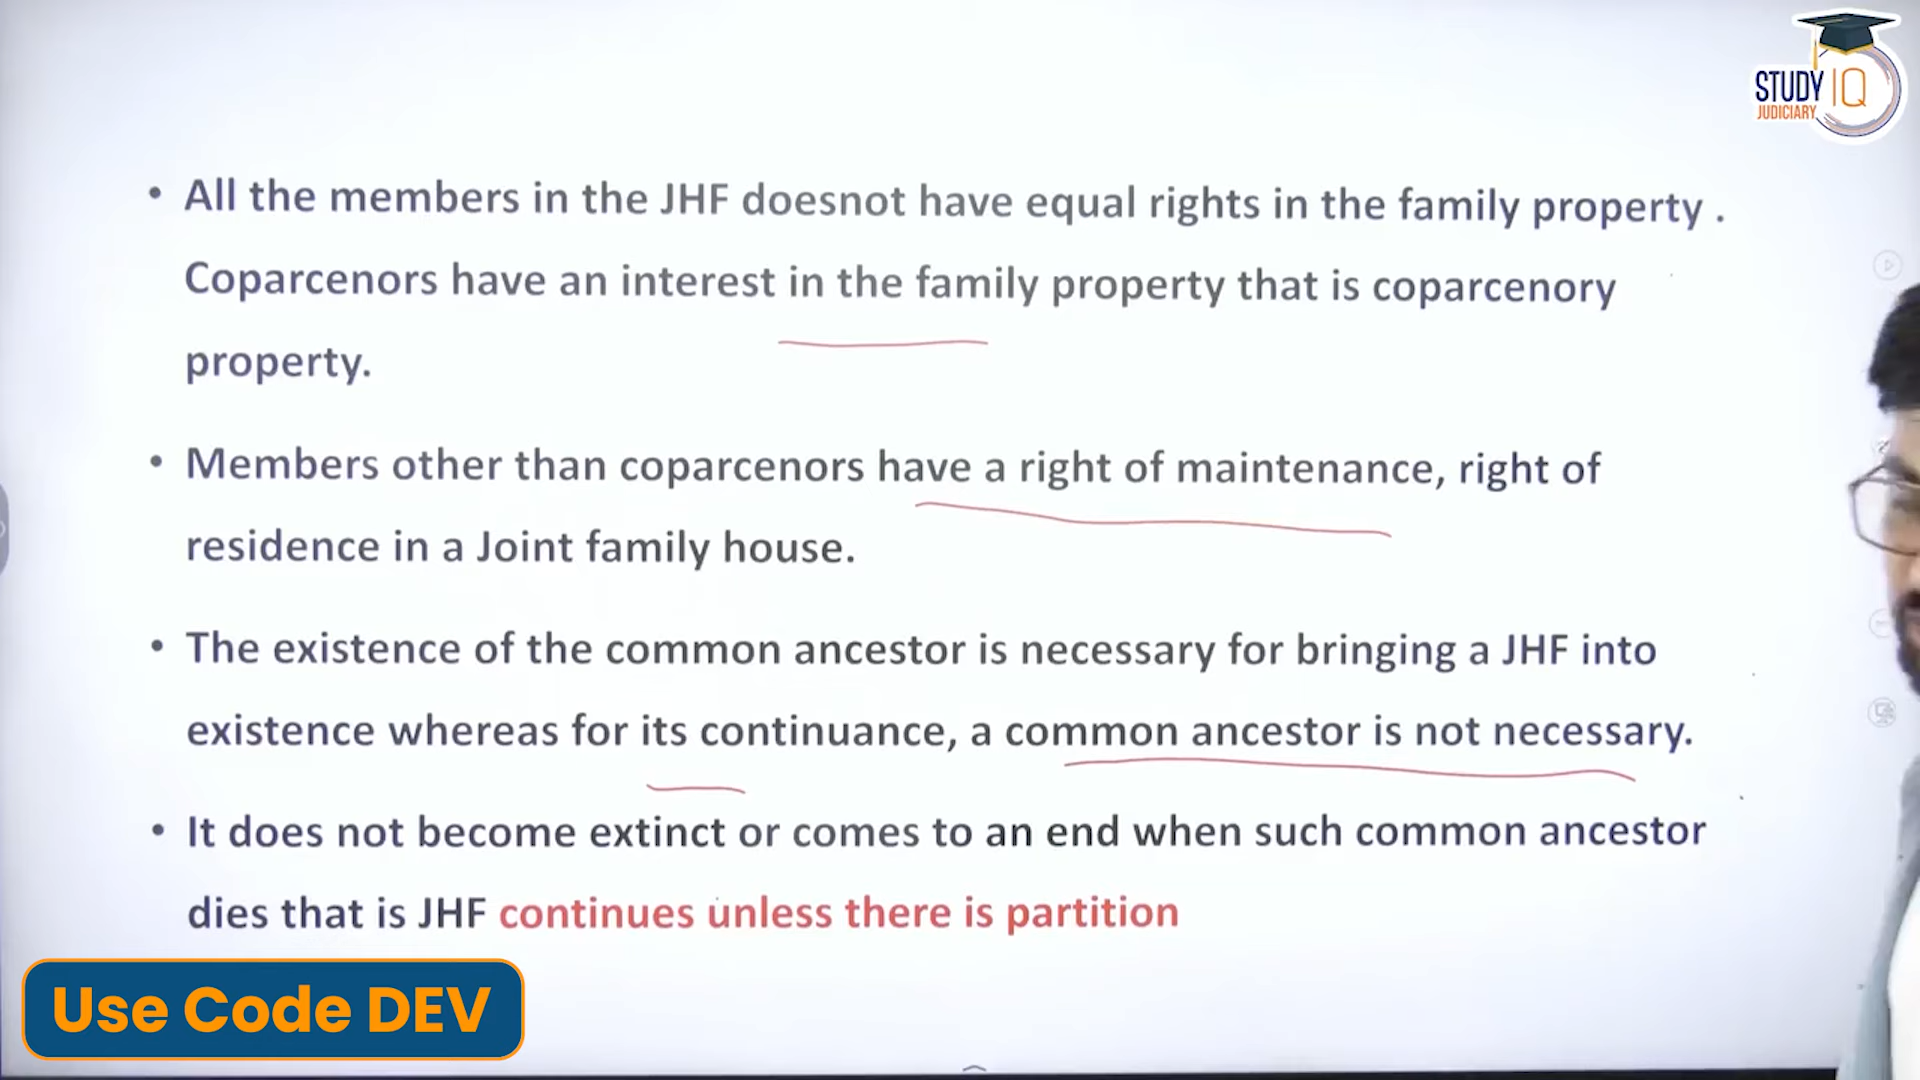 STUDY IQ
JUDICIARY
• All the members in the JHF doesnot have equal rights in the family property .
Coparcenors have an interest in the family property that is coparcenory
property.
• Members other than coparcenors have a right of maintenance, right of
residence in a Joint family house.
• The existence of the common ancestor is necessary for bringing a JHF into
existence whereas for its continuance, a common ancestor is not necessary.
• It does not become extinct or comes to an end when such common ancestor
dies that is JHF continues unless there is partition
Use Code DEV